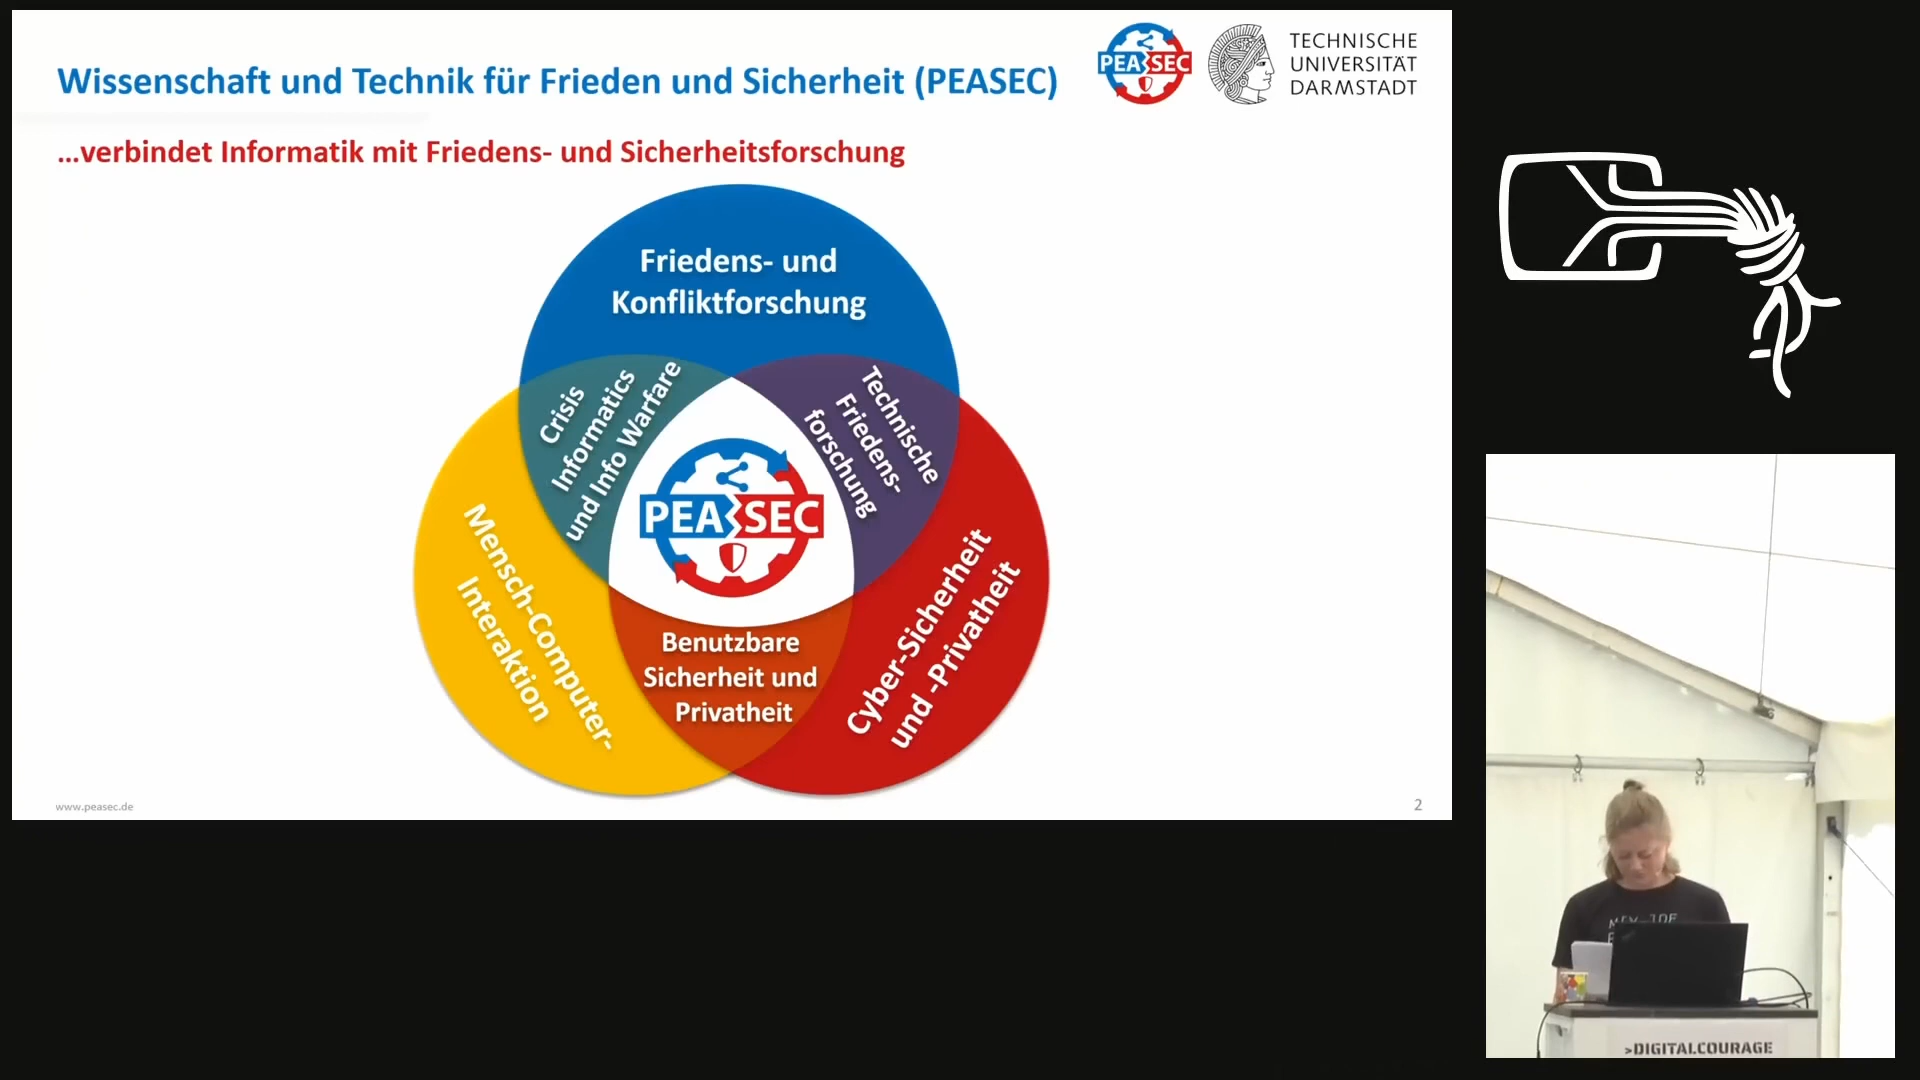 Wissenschaft und Technik für Frieden und Sicherheit (PEASEC)
PEASEC
TECHNISCHE
UNIVERSITÄT
DARMSTADT
...verbindet Informatik mit Friedens- und Sicherheitsforschung
Friedens- und
Konfliktforschung
Crisis
Informatics
und Info Warfare
Technische
Friedens-
forschung
PEASEC
Mensch-Computer-
Interaktion
Cyber-Sicherheit
und -Privatheit
Benutzbare
Sicherheit und
Privatheit
www.peasec.de
2
>DIGITALCOURAGE